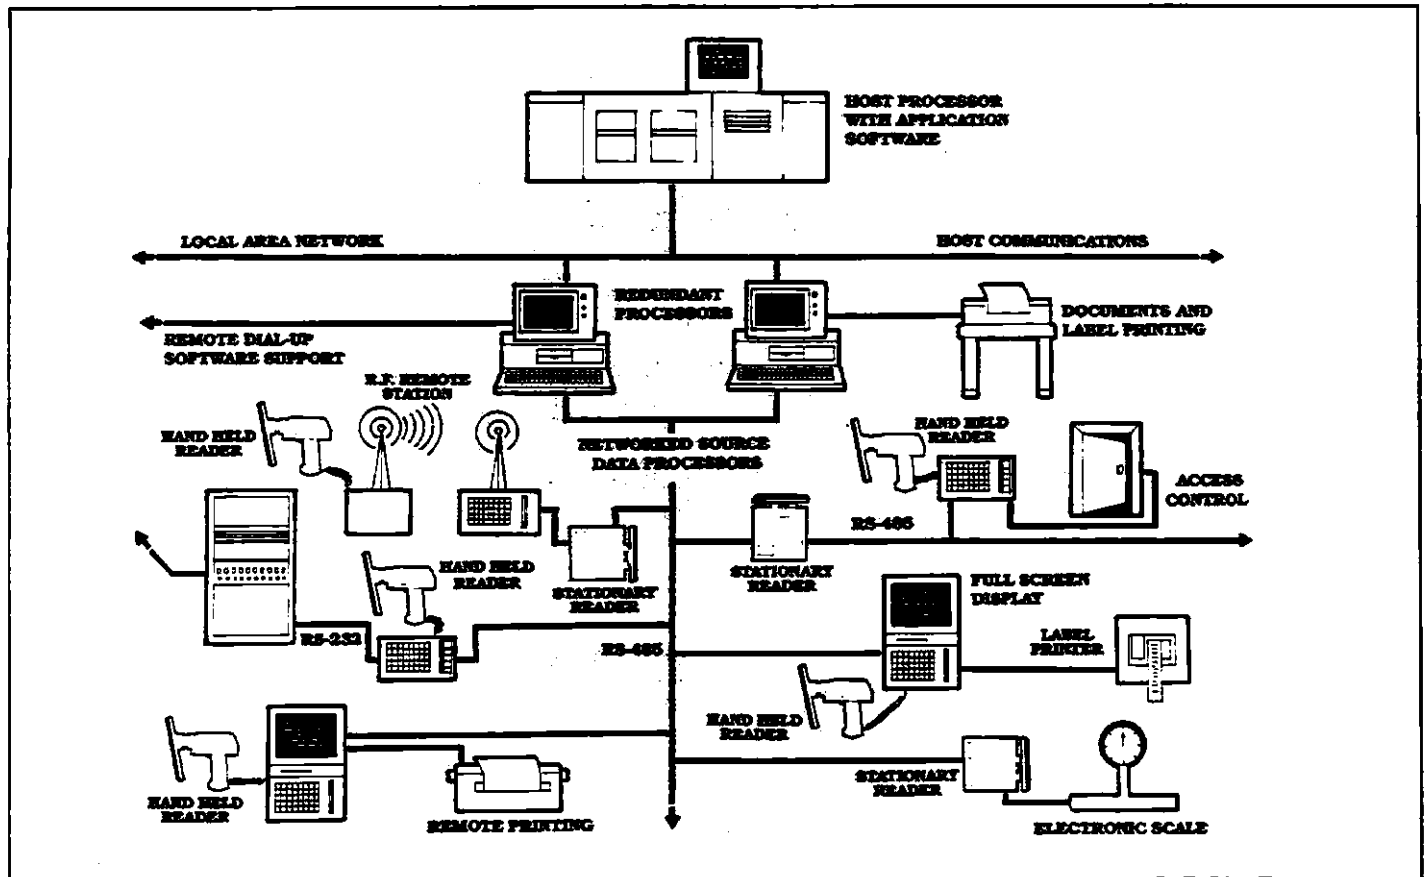 HOST PROCESSOR
WITH APPLICATION
SOFTWARE
LOCAL AREA NETWORK
HOST COMMUNICATIONS
REDUNDANT
PROCESSORS
DOCUMENTS AND
LABEL PRINTING
REMOTE DIAL-UP
SOFTWARE SUPPORT
R.F. REMOTE
STATION
HAND HELD
READER
NETWORKED SOURCE
DATA PROCESSORS
HAND HELD
READER
ACCESS
CONTROL
RS-485
HAND HELD
READER
STATIONARY
READER
STATIONARY
READER
FULL SCREEN
DISPLAY
RS-232
RS-485
LABEL
PRINTER
HAND HELD
READER
HAND HELD
READER
REMOTE PRINTING
STATIONARY
READER
ELECTRONIC SCALE